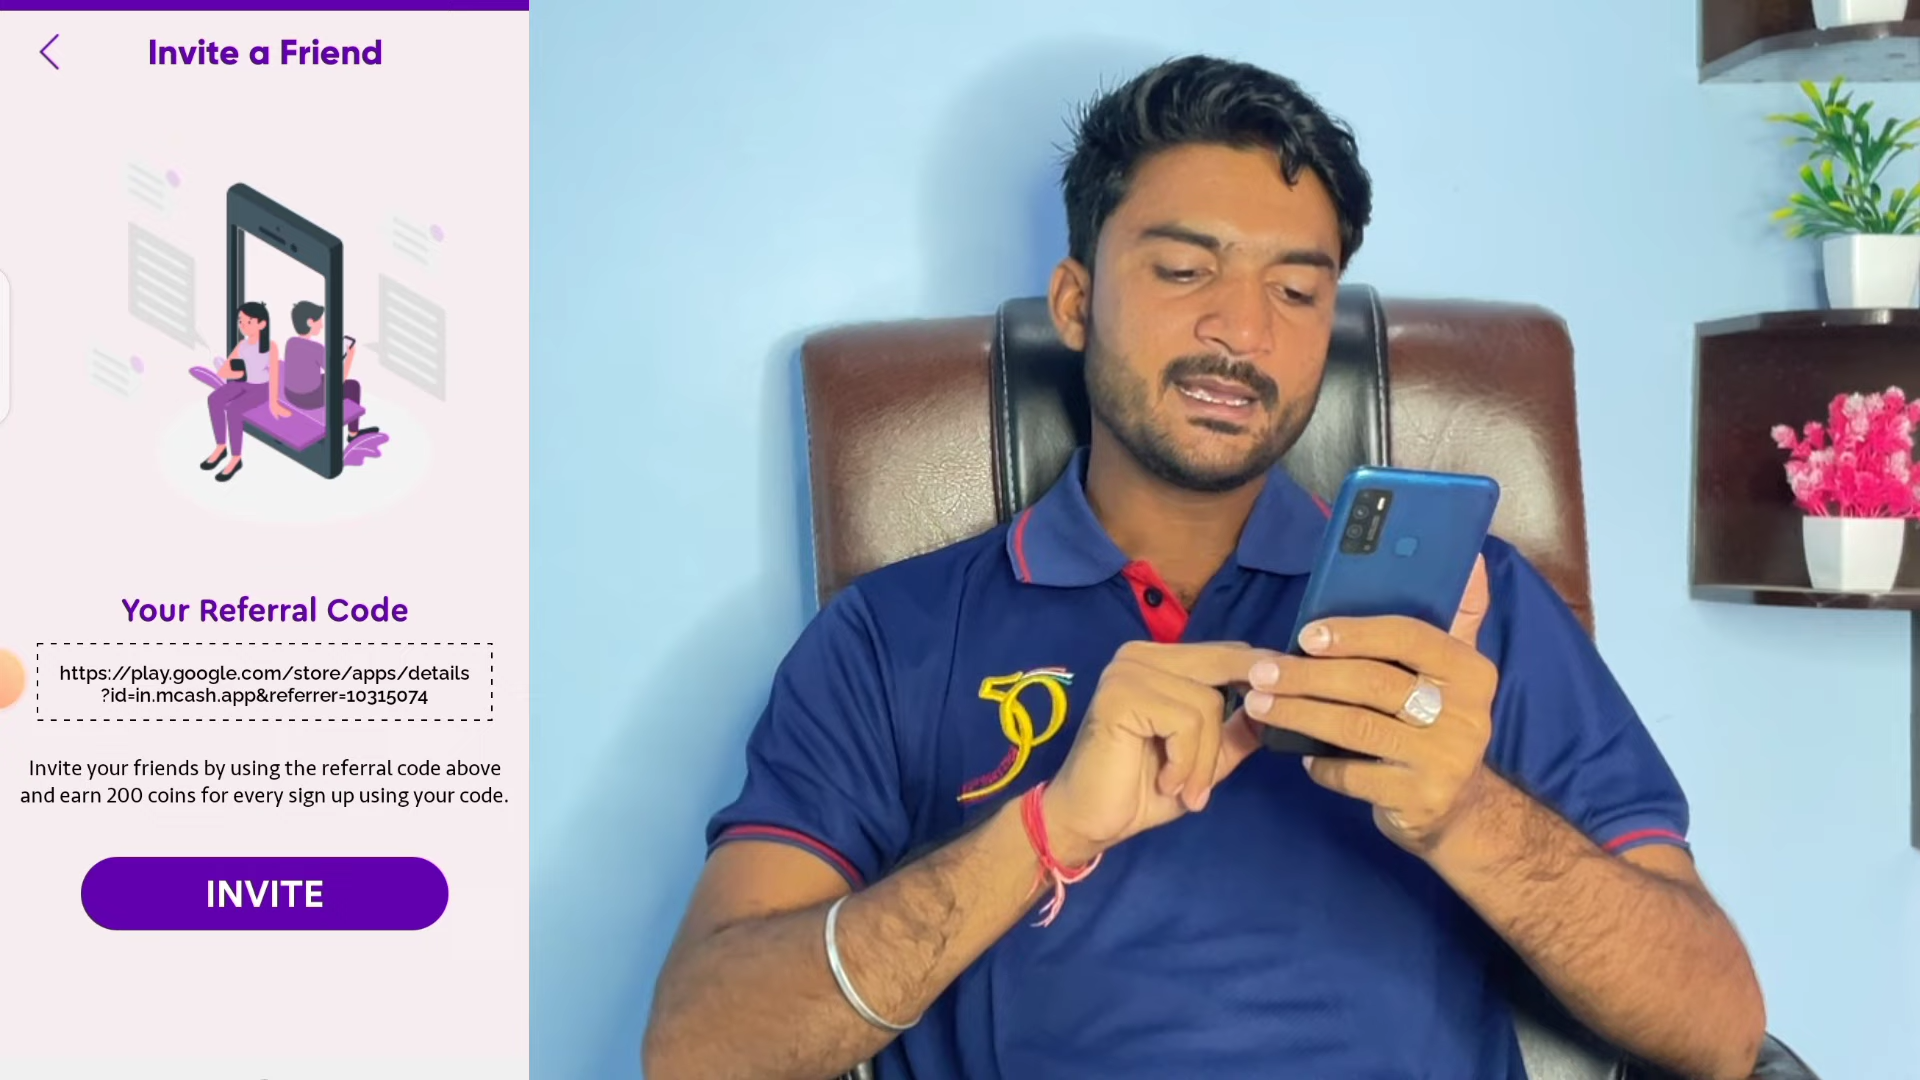 Invite a Friend
Your Referral Code
https://play.google.com/store/apps/details
?id=in.mcash.app&referrer=10315074
Invite your friends by using the referral code above
and earn 200 coins for every sign up using your code.
INVITE
50